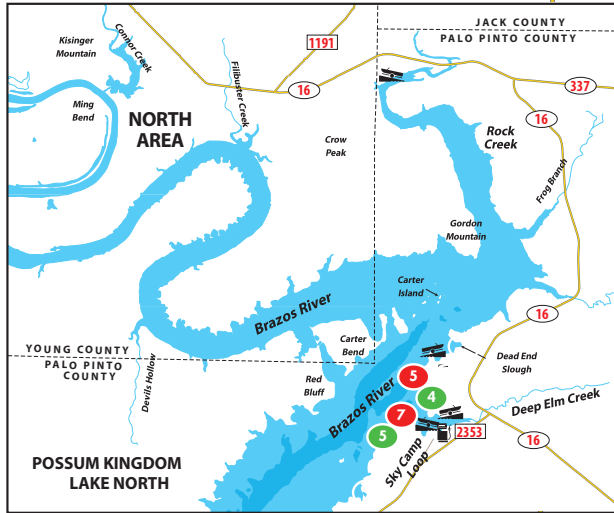 JACK COUNTY
PALO PINTO COUNTY
Kisinger
Mountain
Connor Creek
1191
Filibuster Creek
16
337
Ming
Bend
NORTH
AREA
16
Crow
Peak
Rock
Creek
Frog Branch
Gordon
Mountain
Carter
Island
Brazos River
16
Carter
Bend
YOUNG COUNTY
PALO PINTO
COUNTY
Devils Hollow
Red
Bluff
Dead End
Slough
Brazos River
5
4
7
5
Deep Elm Creek
2353
16
Sky Camp
Loop
POSSUM KINGDOM
LAKE NORTH